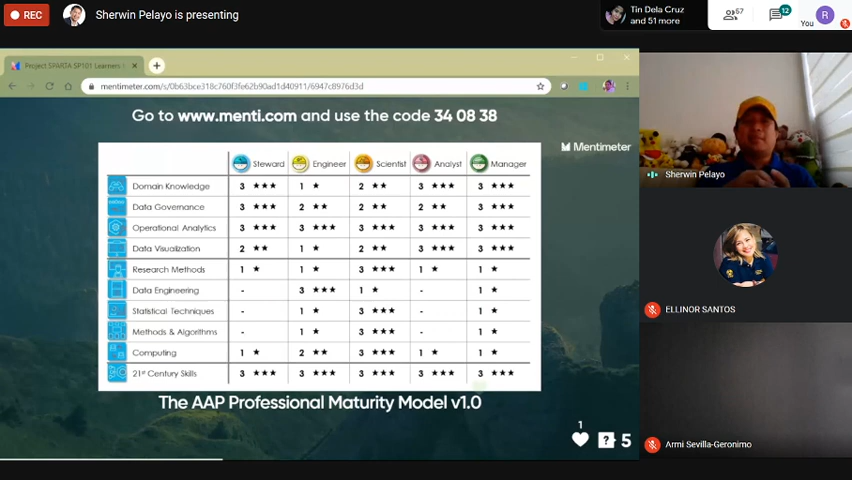 REC
Sherwin Pelayo is presenting
Tin Dela Cruz
and 51 more
57
12
You
R
Project SPARTA SP101 Learners
mentimeter.com/s/0b63bce318c760f3fe62b90ad1d40911/6947c8976d3d
Go to www.menti.com and use the code 34 08 38
Mentimeter
Steward Engineer Scientist Analyst Manager
Domain Knowledge 3 ★★★ 1 ★ 2 ★★ 3 ★★★ 3 ★★★
Data Governance 3 ★★★ 2 ★★ 2 ★★ 2 ★★ 3 ★★★
Operational Analytics 3 ★★★ 3 ★★★ 3 ★★★ 3 ★★★ 3 ★★★
Data Visualization 2 ★★ 1 ★ 2 ★★ 3 ★★★ 3 ★★★
Research Methods 1 ★ 1 ★ 3 ★★★ 1 ★ 1 ★
Data Engineering - 3 ★★★ 1 ★ - 1 ★
Statistical Techniques - 1 ★ 3 ★★★ - 1 ★
Methods & Algorithms - 1 ★ 3 ★★★ - 1 ★
Computing 1 ★ 2 ★★ 3 ★★★ 1 ★ 1 ★
21st Century Skills 3 ★★★ 3 ★★★ 3 ★★★ 3 ★★★ 3 ★★★
The AAP Professional Maturity Model v1.0
1
? 5
Sherwin Pelayo
ELLINOR SANTOS
Armi Sevilla-Geronimo